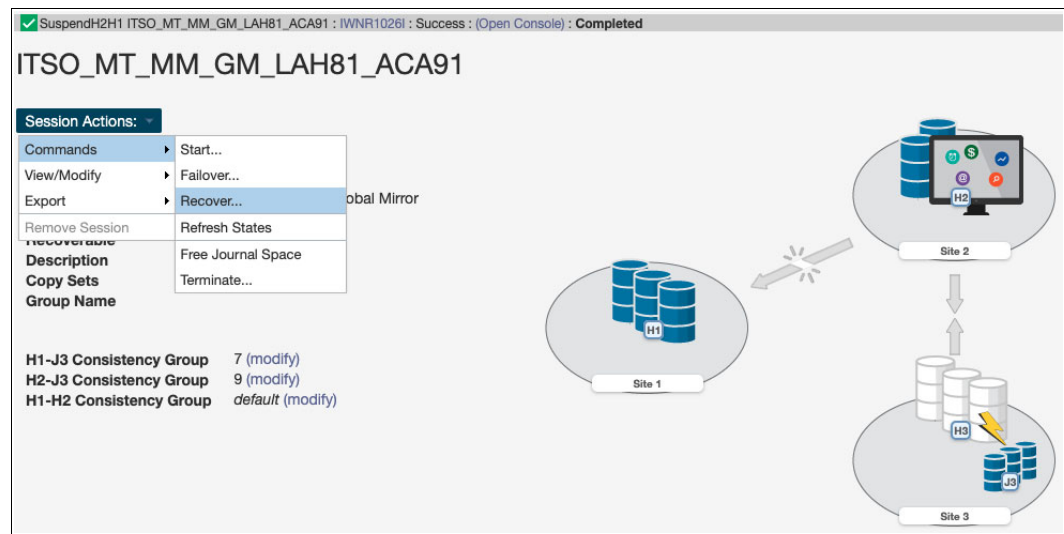 SuspendH2H1 ITSO_MT_MM_GM_LAH81_ACA91 : IWNR1026I : Success : (Open Console) : Completed
ITSO_MT_MM_GM_LAH81_ACA91
Session Actions:
Commands
Start...
View/Modify
Failover...
Export
Recover...
obal Mirror
Remove Session
Refresh States
Recoverable
Description
Free Journal Space
Copy Sets
Terminate...
Group Name
H1-J3 Consistency Group 7 (modify)
H2-J3 Consistency Group 9 (modify)
H1-H2 Consistency Group default (modify)
H2
Site 2
H1
Site 1
H3
J3
Site 3